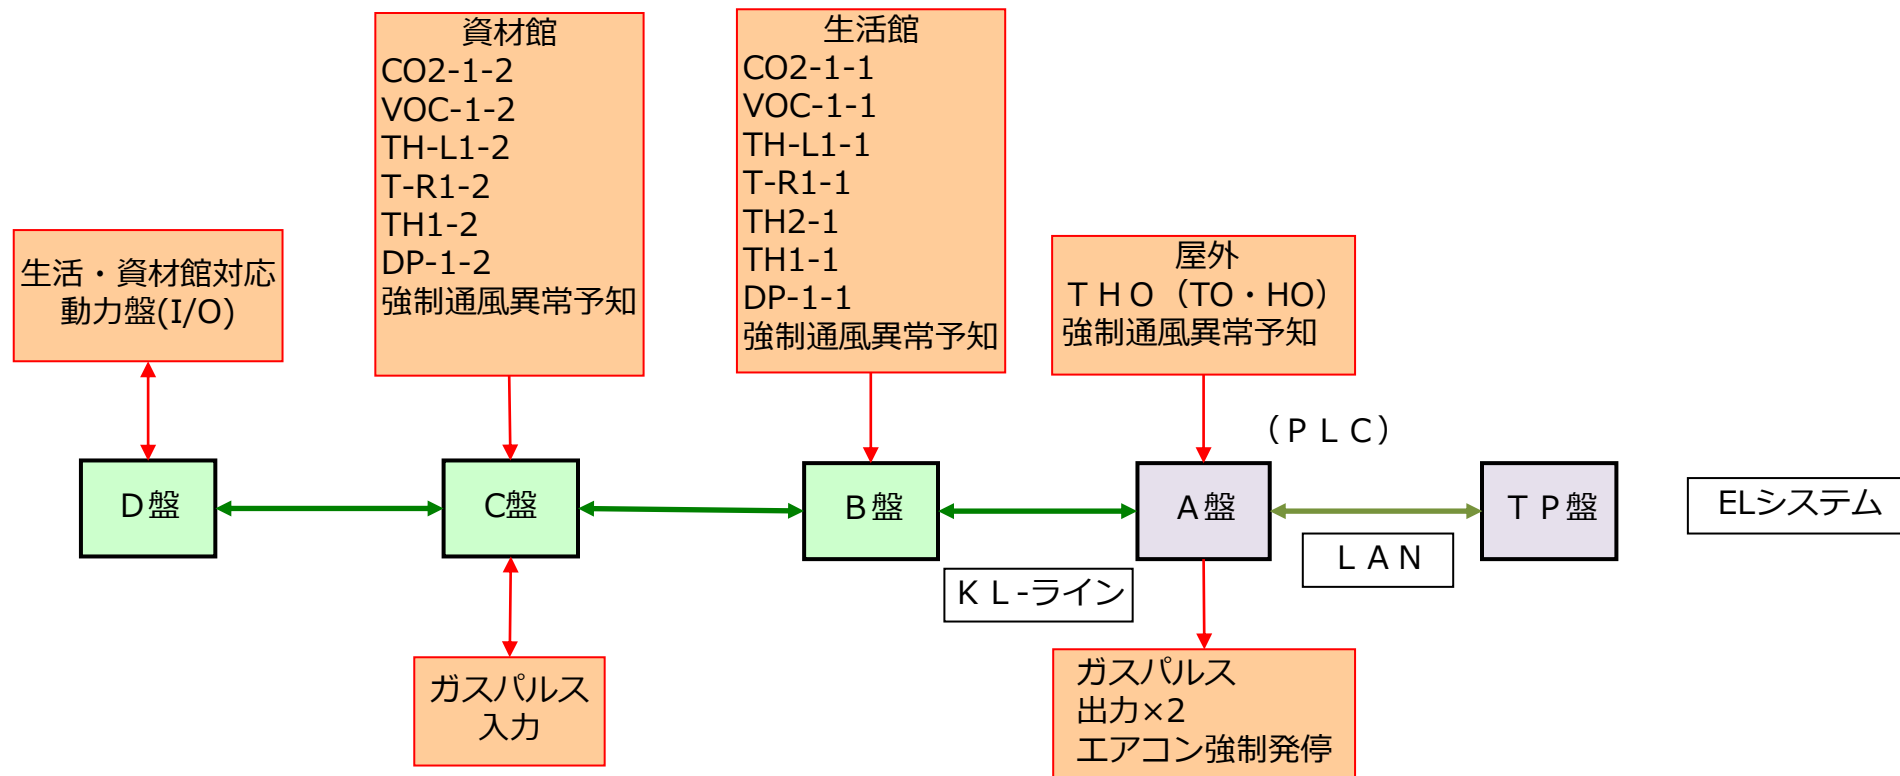 資材館
CO2-1-2
VOC-1-2
TH-L1-2
T-R1-2
TH1-2
DP-1-2
強制通風異常予知
生活館
CO2-1-1
VOC-1-1
TH-L1-1
T-R1-1
TH2-1
TH1-1
DP-1-1
強制通風異常予知
生活・資材館対応
動力盤(I/O)
屋外
ＴＨＯ（TO・HO）
強制通風異常予知
（ＰＬＣ）
Ｄ盤
C盤
Ｂ盤
Ａ盤
ＴＰ盤
ELシステム
ＬＡＮ
ＫＬ-ライン
ガスパルス
入力
ガスパルス
出力×2
エアコン強制発停